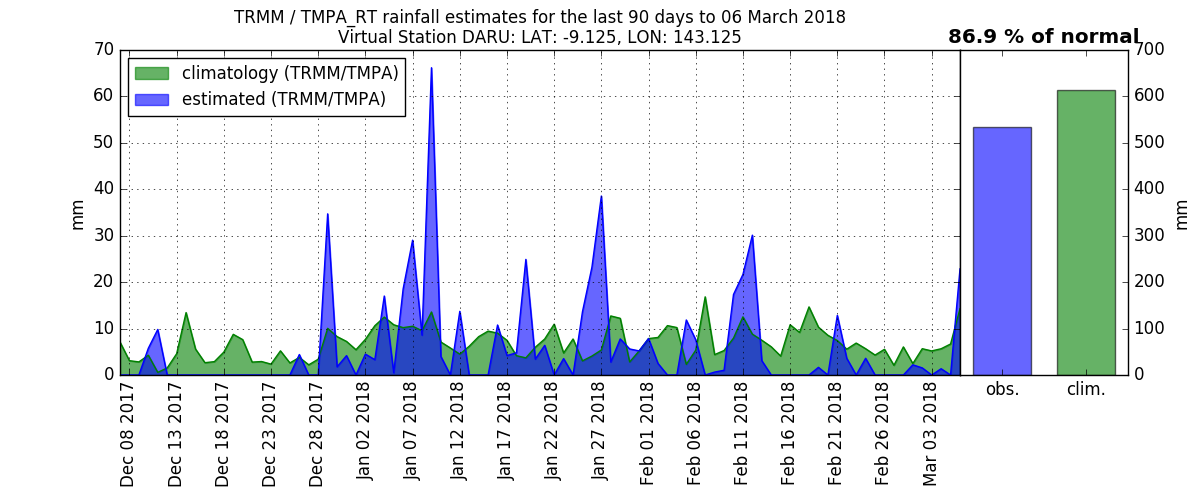 TRMM / TMPA_RT rainfall estimates for the last 90 days to 06 March 2018
Virtual Station DARU: LAT: -9.125, LON: 143.125
86.9 % of normal
climatology (TRMM/TMPA)
estimated (TRMM/TMPA)
70
60
50
40
30
20
10
0
mm
Dec 08 2017
Dec 13 2017
Dec 18 2017
Dec 23 2017
Dec 28 2017
Jan 02 2018
Jan 07 2018
Jan 12 2018
Jan 17 2018
Jan 22 2018
Jan 27 2018
Feb 01 2018
Feb 06 2018
Feb 11 2018
Feb 16 2018
Feb 21 2018
Feb 26 2018
Mar 03 2018
obs.
clim.
700
600
500
400
300
200
100
0
mm